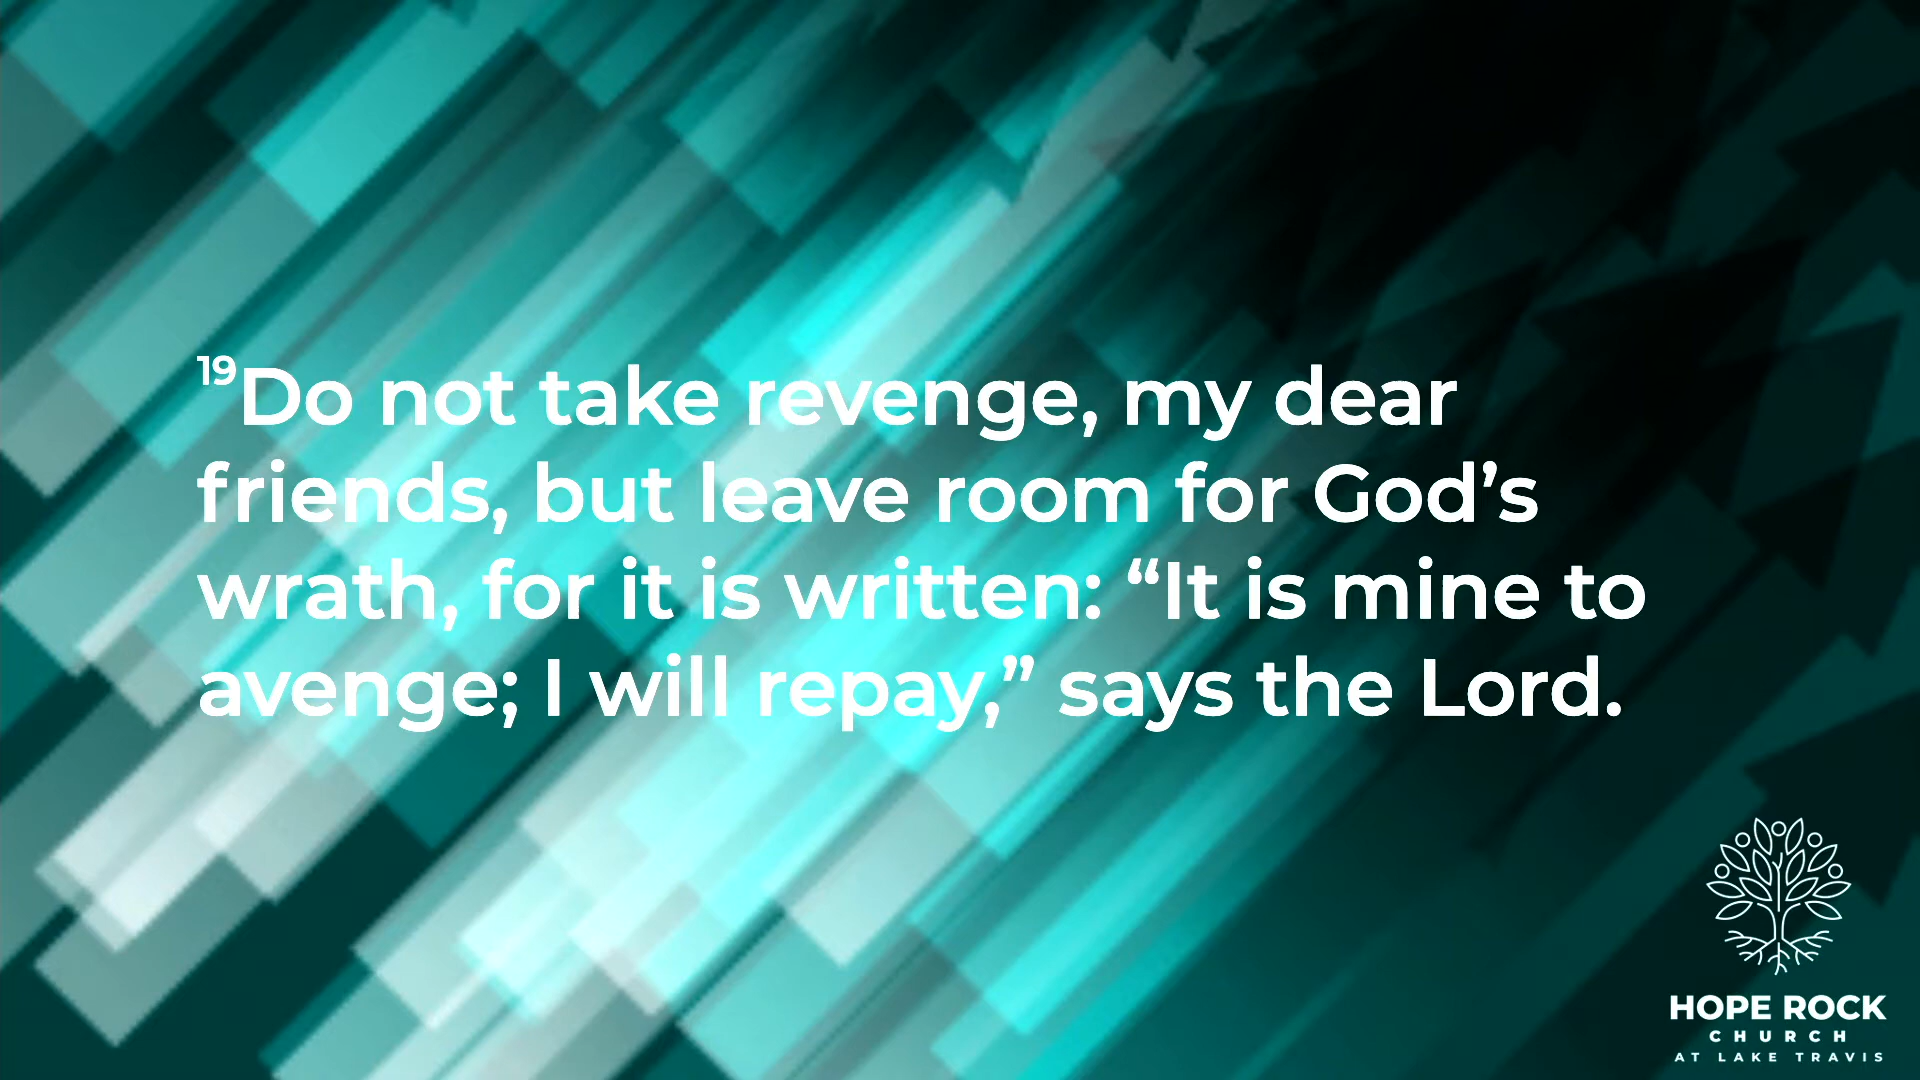 19Do not take revenge, my dear
friends, but leave room for God’s
wrath, for it is written: “It is mine to
avenge; I will repay,” says the Lord.
HOPE ROCK
CHURCH
AT LAKE TRAVIS